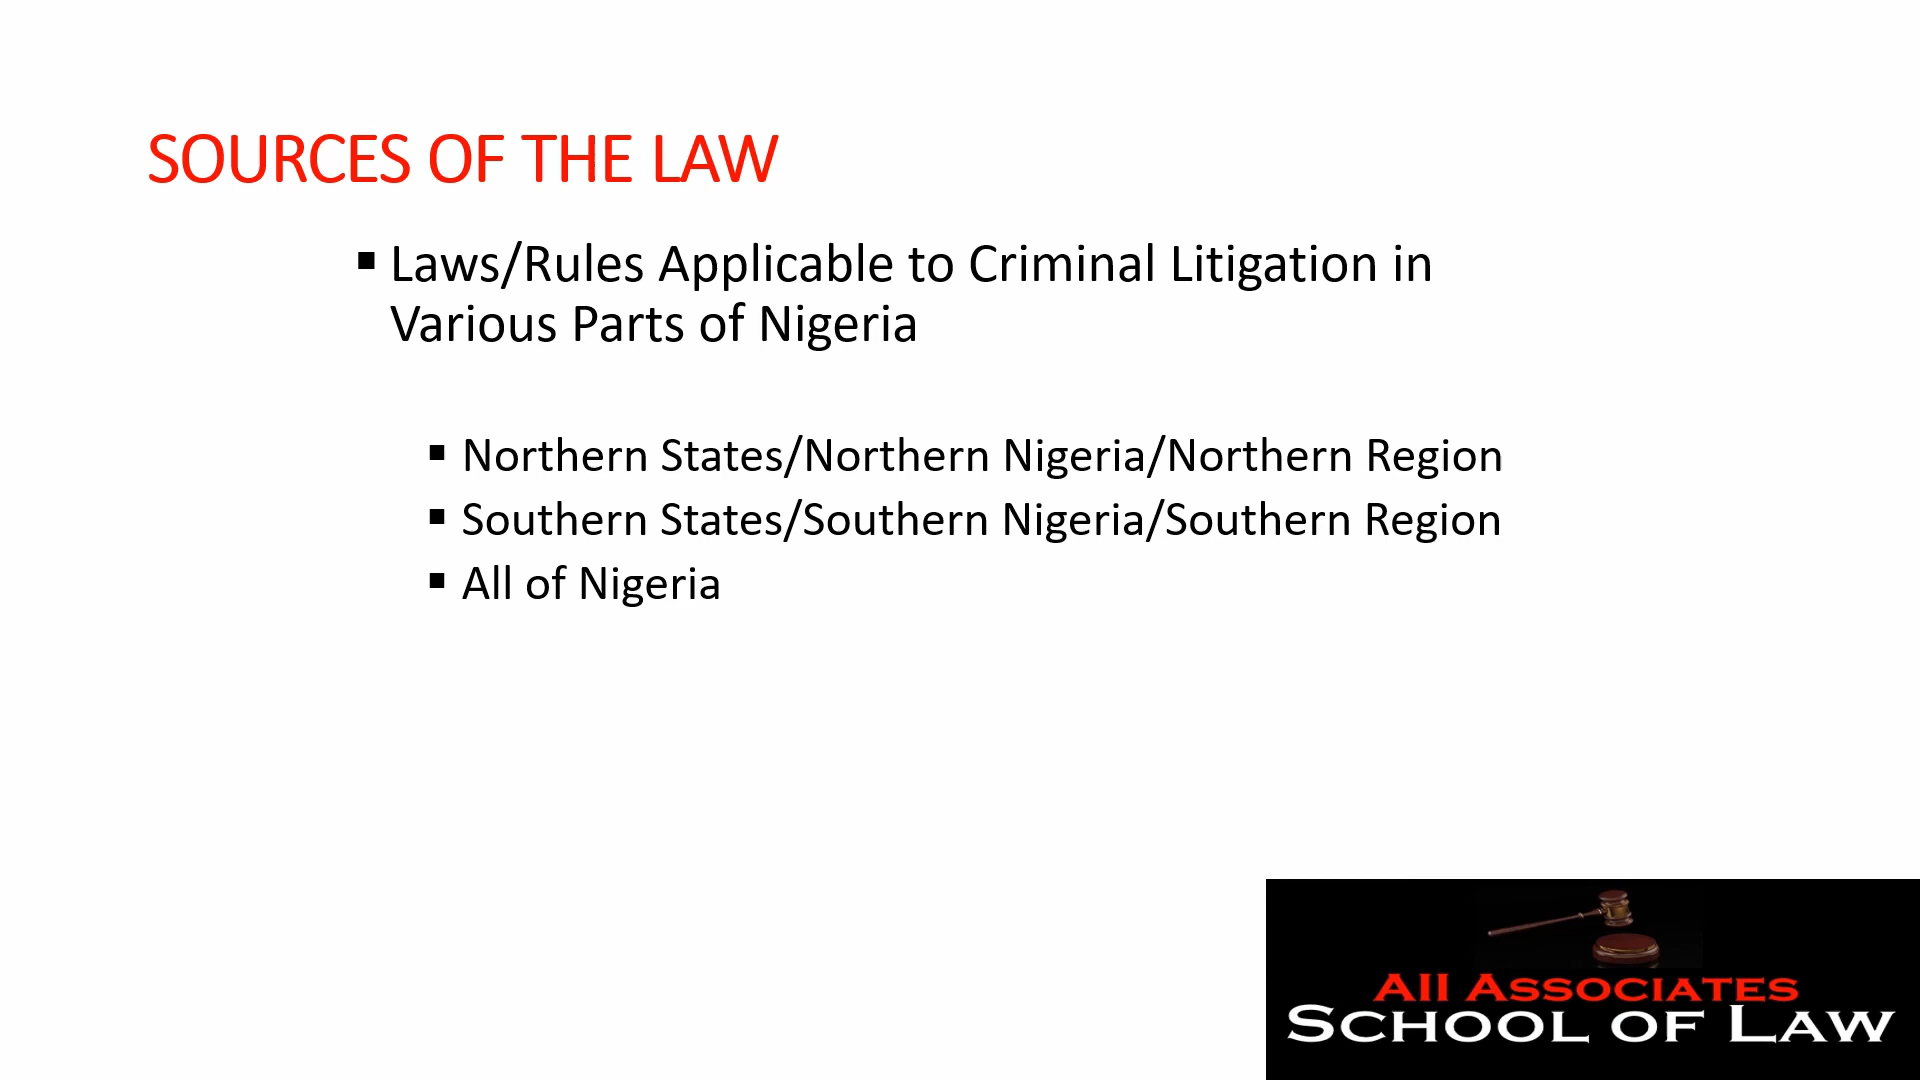 SOURCES OF THE LAW
▪ Laws/Rules Applicable to Criminal Litigation in
Various Parts of Nigeria
▪ Northern States/Northern Nigeria/Northern Region
▪ Southern States/Southern Nigeria/Southern Region
▪ All of Nigeria
All ASSOCIATES
SCHOOL OF LAW